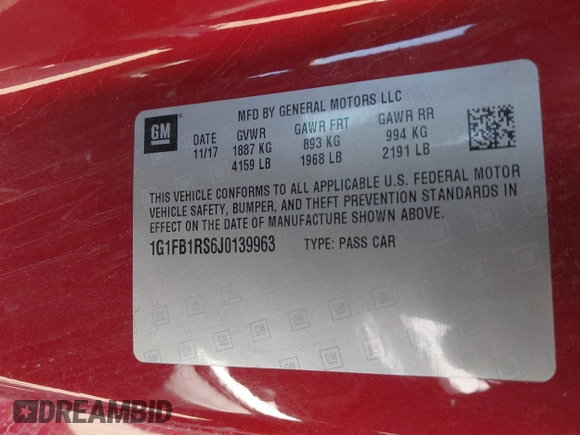 MFD BY GENERAL MOTORS LLC
GM
DATE GVWR GAWR FRT GAWR RR
11/17 1887 KG 893 KG 994 KG
4159 LB 1968 LB 2191 LB
THIS VEHICLE CONFORMS TO ALL APPLICABLE U.S. FEDERAL MOTOR
VEHICLE SAFETY, BUMPER, AND THEFT PREVENTION STANDARDS IN
EFFECT ON THE DATE OF MANUFACTURE SHOWN ABOVE.
1G1FB1RS6J0139963 TYPE: PASS CAR
DREAMBID